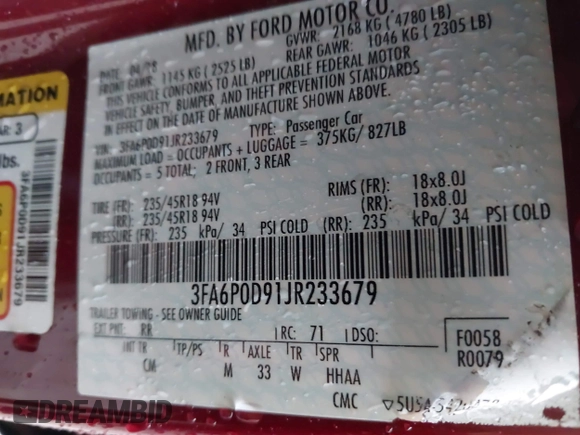 MFD. BY FORD MOTOR CO.
DATE: 04/18 GVWR: 2168 KG ( 4780 LB)
FRONT GAWR: 1145 KG ( 2525 LB) REAR GAWR: 1046 KG ( 2305 LB)
THIS VEHICLE CONFORMS TO ALL APPLICABLE FEDERAL MOTOR
VEHICLE SAFETY, BUMPER, AND THEFT PREVENTION STANDARDS
IN EFFECT ON THE DATE OF MANUFACTURE SHOWN ABOVE.
VIN: 3FA6P0D91JR233679 TYPE: Passenger Car
MAXIMUM LOAD = OCCUPANTS + LUGGAGE = 375KG/ 827LB
OCCUPANTS = 5 TOTAL; 2 FRONT, 3 REAR
TIRE (FR): 235/45R18 94V RIMS (FR): 18x8.0J
(RR): 235/45R18 94V (RR): 18x8.0J
PRESSURE (FR): 235 kPa/ 34 PSI COLD (RR): 235 kPa/ 34 PSI COLD
3FA6P0D91JR233679
TRAILER TOWING - SEE OWNER GUIDE
EXT PNT: RR RC: 71 DSO:
INT TR TP/PS R AXLE TR SPR
CM M 33 W HHAA
F0058
R0079
CMC
MATION
AR: 3
lbs.
3FA6P0D91JR233679
DREAMBID